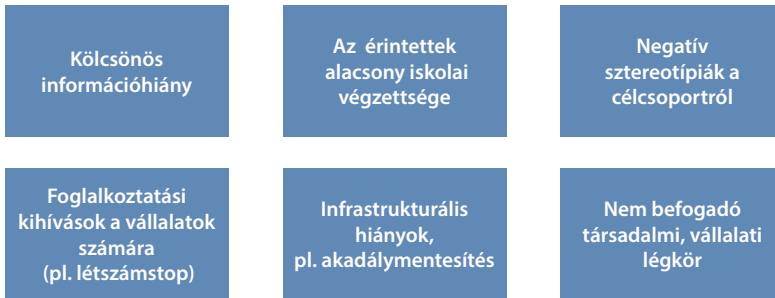 Kölcsönös
információhiány
Az érintettek
alacsony iskolai
végzettsége
Negatív
sztereotípiák a
célcsoportról
Foglalkoztatási
kihívások a vállalatok
számára
(pl. létszámstop)
Infrastrukturális
hiányok,
pl. akadálymentesítés
Nem befogadó
társadalmi, vállalati
légkör